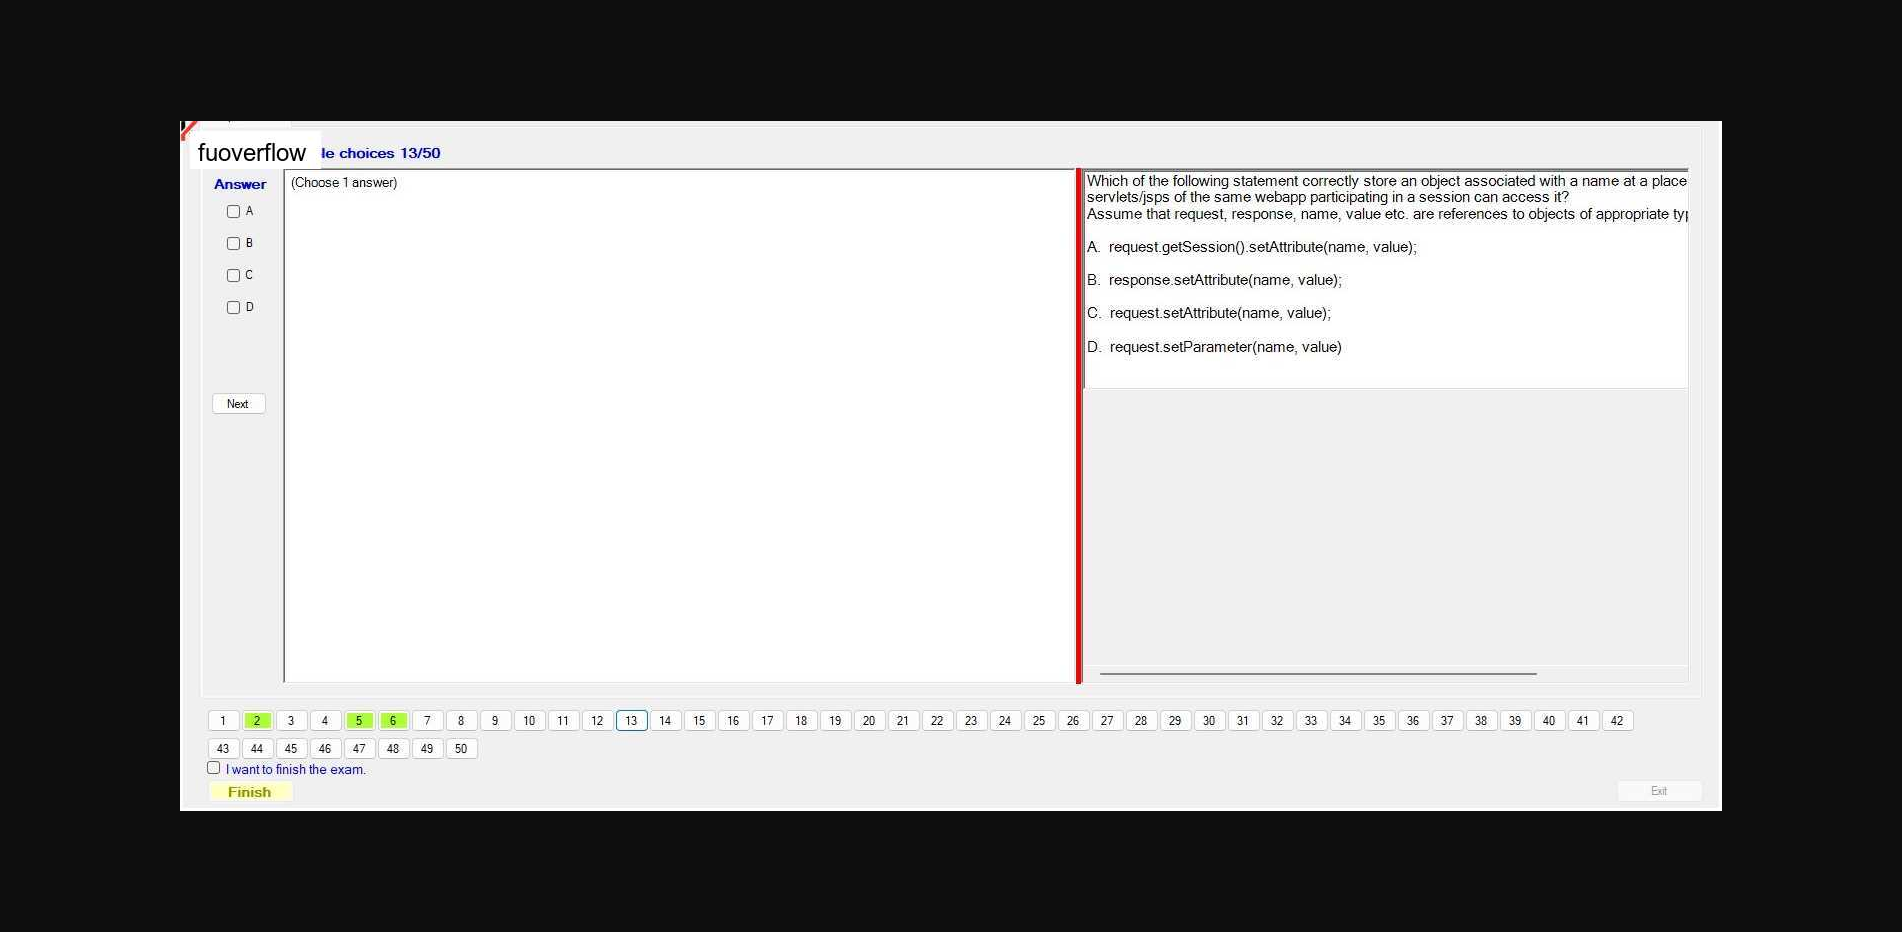 fuoverflow
le choices 13/50
Answer
(Choose 1 answer)
A
B
C
D
Next
Which of the following statement correctly store an object associated with a name at a place
servlets/jsps of the same webapp participating in a session can access it?
Assume that request, response, name, value etc. are references to objects of appropriate
A. request.getSession().setAttribute(name, value);
B. response.setAttribute(name, value);
C. request.setAttribute(name, value);
D. request.setParameter(name, value)
1 2 3 4 5 6 7 8 9 10 11 12 13 14 15 16 17 18 19 20 21 22 23 24 25 26 27 28 29 30 31 32 33 34 35 36 37 38 39 40 41 42
43 44 45 46 47 48 49 50
I want to finish the exam.
Finish
Exit